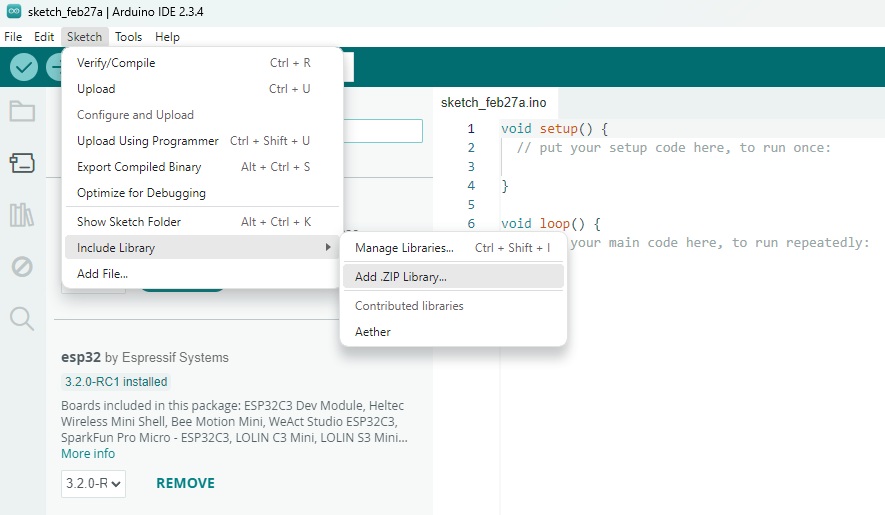 sketch_feb27a | Arduino IDE 2.3.4
File Edit Sketch Tools Help
Verify/Compile Ctrl + R
Upload Ctrl + U
Configure and Upload
Upload Using Programmer Ctrl + Shift + U
Export Compiled Binary Alt + Ctrl + S
Optimize for Debugging
Show Sketch Folder Alt + Ctrl + K
Include Library
Add File...
Manage Libraries... Ctrl + Shift + I
Add .ZIP Library...
Contributed libraries
Aether
sketch_feb27a.ino
1 void setup() {
2 // put your setup code here, to run once:
3
4 }
5
6 void loop() {
your main code here, to run repeatedly:
esp32 by Espressif Systems
3.2.0-RC1 installed
Boards included in this package: ESP32C3 Dev Module, Heltec
Wireless Mini Shell, Bee Motion Mini, WeAct Studio ESP32C3,
SparkFun Pro Micro - ESP32C3, LOLIN C3 Mini, LOLIN S3 Mini...
More info
3.2.0-R REMOVE